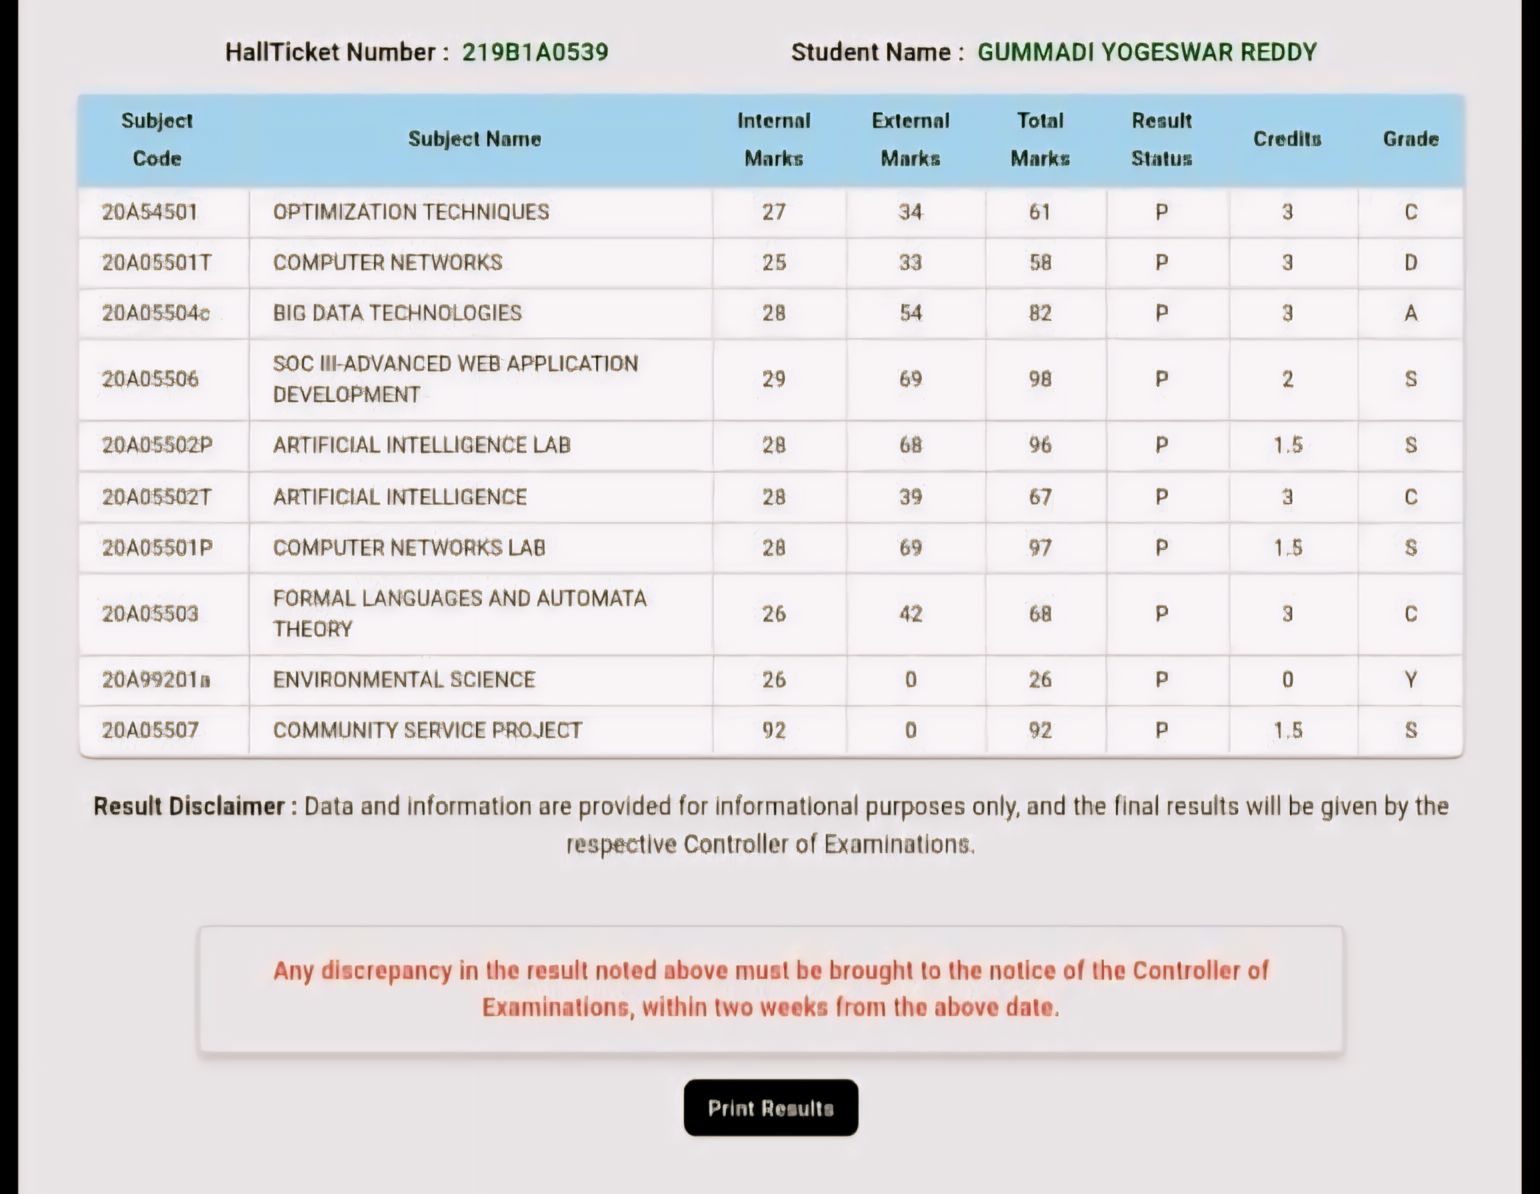 HallTicket Number : 219B1A0539 Student Name : GUMMADI YOGESWAR REDDY
Subject Code Subject Name Internal Marks External Marks Total Marks Result Status Credits Grade
20A54501 OPTIMIZATION TECHNIQUES 27 34 61 P 3 C
20A05501T COMPUTER NETWORKS 25 33 58 P 3 D
20A05504c BIG DATA TECHNOLOGIES 28 54 82 P 3 A
20A05506 SOC III-ADVANCED WEB APPLICATION DEVELOPMENT 29 69 98 P 2 S
20A05502P ARTIFICIAL INTELLIGENCE LAB 28 68 96 P 1.5 S
20A05502T ARTIFICIAL INTELLIGENCE 28 39 67 P 3 C
20A05501P COMPUTER NETWORKS LAB 28 69 97 P 1.5 S
20A05503 FORMAL LANGUAGES AND AUTOMATA THEORY 26 42 68 P 3 C
20A99201a ENVIRONMENTAL SCIENCE 26 0 26 P 0 Y
20A05507 COMMUNITY SERVICE PROJECT 92 0 92 P 1.5 S
Result Disclaimer : Data and information are provided for informational purposes only, and the final results will be given by the
respective Controller of Examinations.
Any discrepancy in the result noted above must be brought to the notice of the Controller of
Examinations, within two weeks from the above date.
Print Results